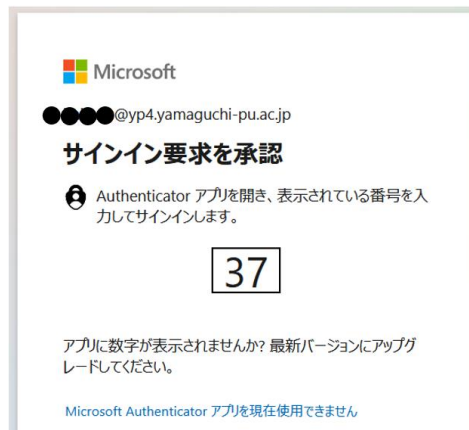 Microsoft
@yp4.yamaguchi-pu.ac.jp
サインイン要求を承認
Authenticator アプリを開き、表示されている番号を入
力してサインインします。
37
アプリに数字が表示されませんか? 最新バージョンにアップグ
レードしてください。
Microsoft Authenticator アプリを現在使用できません